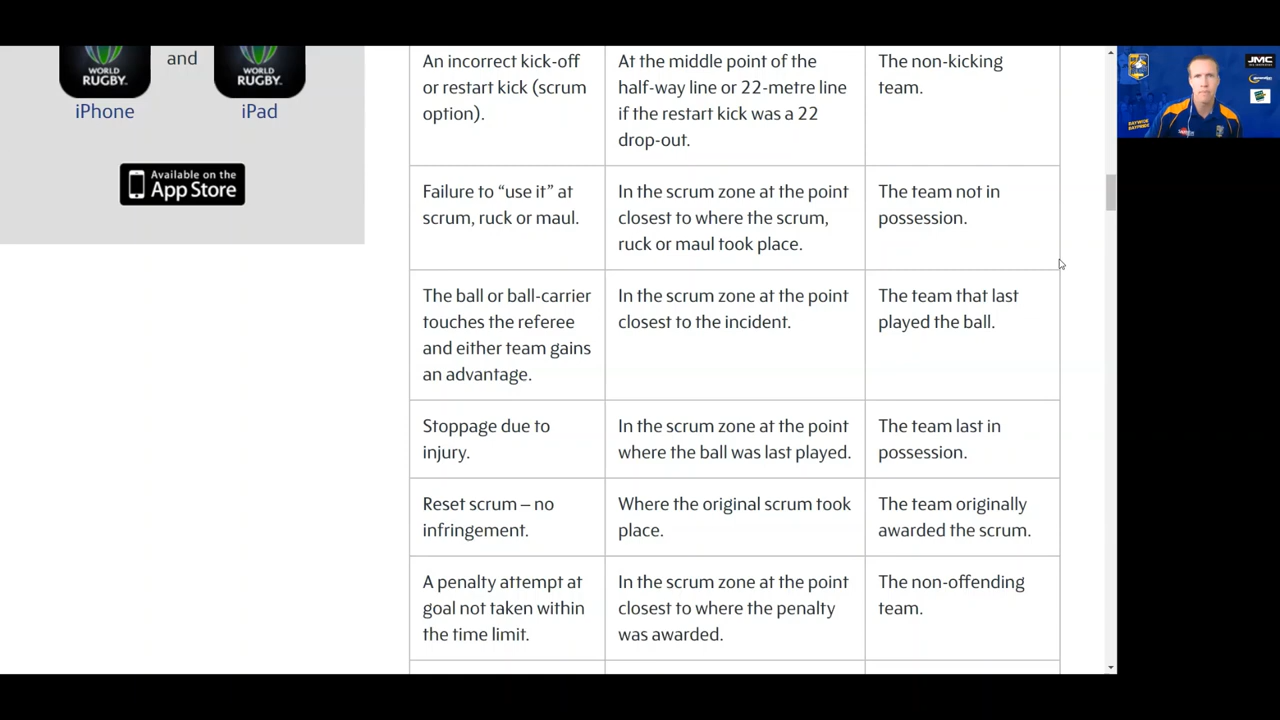 WORLD
RUGBY.
and
WORLD
RUGBY.
iPhone
iPad
Available on the
App Store
An incorrect kick-off
or restart kick (scrum
option).
At the middle point of the
half-way line or 22-metre line
if the restart kick was a 22
drop-out.
The non-kicking
team.
Failure to “use it” at
scrum, ruck or maul.
In the scrum zone at the point
closest to where the scrum,
ruck or maul took place.
The team not in
possession.
The ball or ball-carrier
touches the referee
and either team gains
an advantage.
In the scrum zone at the point
closest to the incident.
The team that last
played the ball.
Stoppage due to
injury.
In the scrum zone at the point
where the ball was last played.
The team last in
possession.
Reset scrum – no
infringement.
Where the original scrum took
place.
The team originally
awarded the scrum.
A penalty attempt at
goal not taken within
the time limit.
In the scrum zone at the point
closest to where the penalty
was awarded.
The non-offending
team.
JMC
BAYWIDE
BAYPRIDE